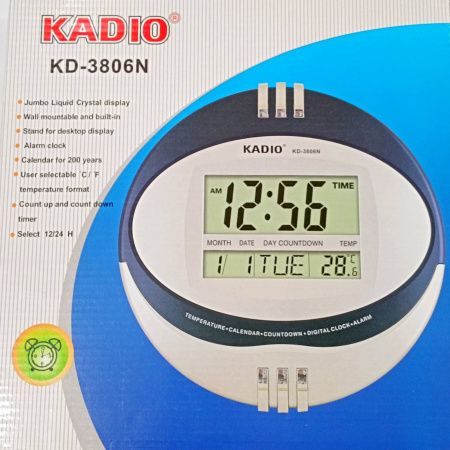 KADIO®
KD-3806N
Jumbo Liquid Crystal display
Wall mountable and built-in
Stand for desktop display
Alarm clock
Calendar for 200 years
User selectable °C / °F
temperature format
Count up and count down
timer
Select 12/24 H
KADIO® KD-3806N
AM 12:56 TIME
MONTH DATE DAY COUNTDOWN TEMP
1/ 1 TUE 28.6°C
TEMPERATURE•CALENDAR•COUNTDOWN•DIGITAL CLOCK•ALARM